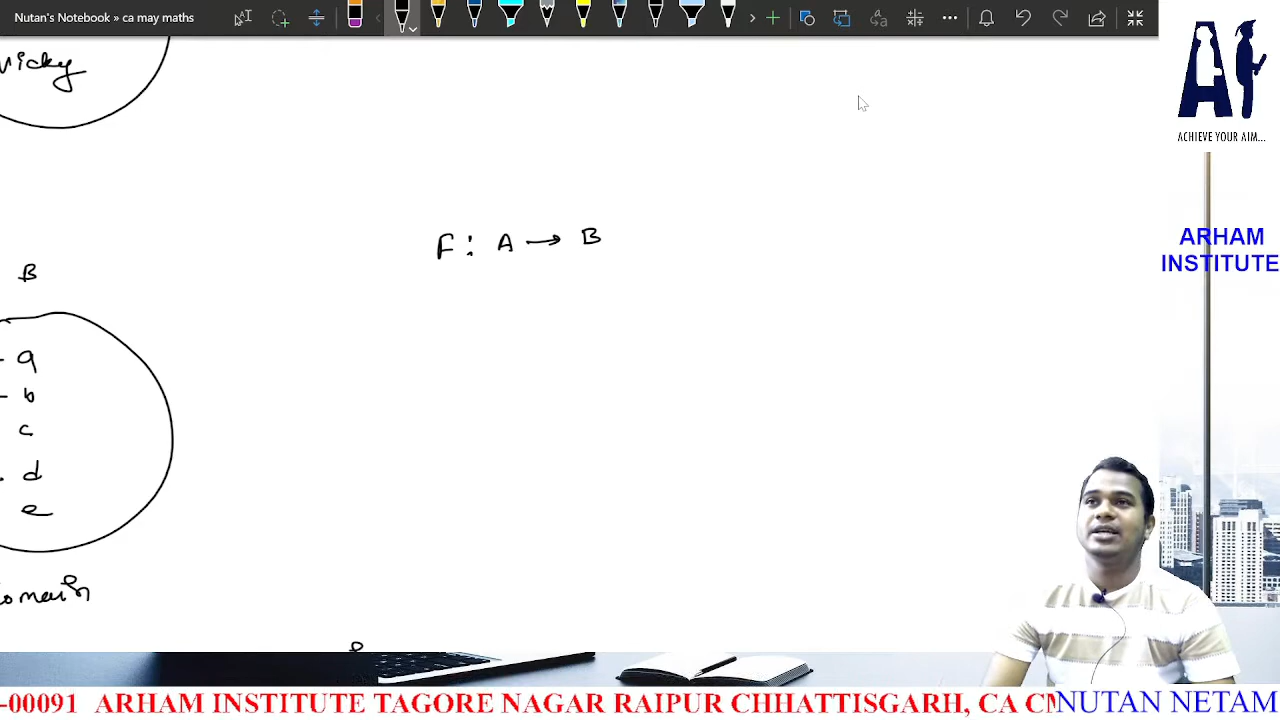 Nutan's Notebook » ca may maths
Vicky
F : A → B
B
a
b
c
d
e
ACHIEVE YOUR AIM...
ARHAM
INSTITUTE
-00091 ARHAM INSTITUTE TAGORE NAGAR RAIPUR CHHATTISGARH, CA CM
NUTAN NETAM